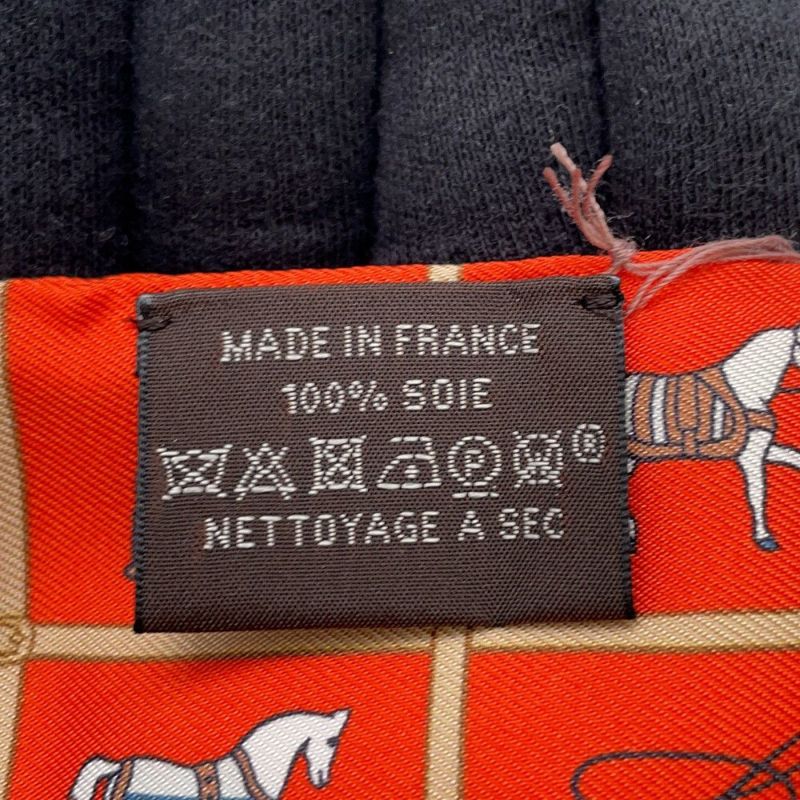 MADE IN FRANCE
100% SOIE
P W ®
NETTOYAGE A SEC